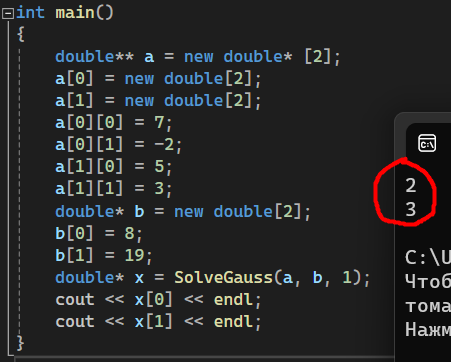 int main()
{
double** a = new double* [2];
a[0] = new double[2];
a[1] = new double[2];
a[0][0] = 7;
a[0][1] = -2;
a[1][0] = 5;
a[1][1] = 3;
double* b = new double[2];
b[0] = 8;
b[1] = 19;
double* x = SolveGauss(a, b, 1);
cout << x[0] << endl;
cout << x[1] << endl;
}
C:\
2
3
C:\U
Чтоб
тома
Нажм